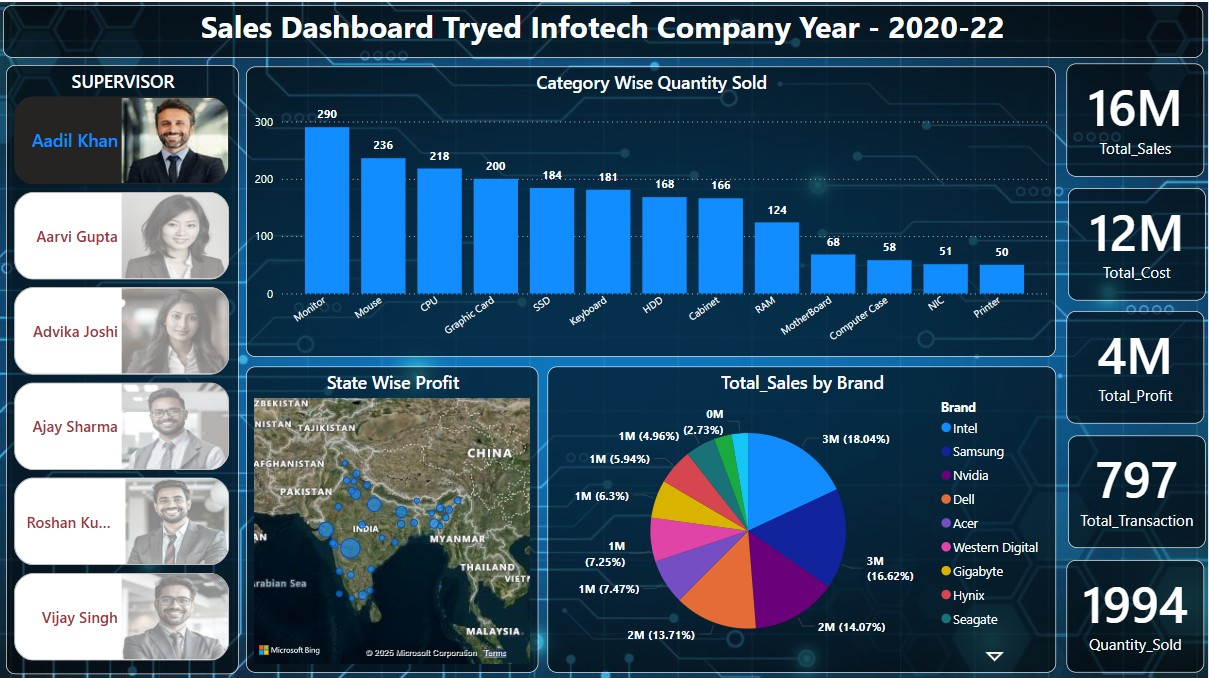 Sales Dashboard Tryed Infotech Company Year - 2020-22
SUPERVISOR
Aadil Khan
Aarvi Gupta
Advika Joshi
Ajay Sharma
Roshan Ku...
Vijay Singh
Category Wise Quantity Sold
300
200
100
0
290
236
218
200
184
181
168
166
124
68
58
51
50
Monitor
Mouse
CPU
Graphic Card
SSD
Keyboard
HDD
Cabinet
RAM
MotherBoard
Computer Case
NIC
Printer
State Wise Profit
ZBEKISTAN
NISTAN
TAJIKISTAN
CHINA
AFGHANISTAN
PAKISTAN
INDIA
AN
MYANMAR
THAILAND
VIETN
rabian Sea
MALAYSIA
Microsoft Bing
© 2025 Microsoft Corporation
Terms
Total_Sales by Brand
3M (18.04%)
3M
(16.62%)
2M (14.07%)
2M (13.71%)
1M (7.47%)
1M
(7.25%)
1M (6.3%)
1M (5.94%)
1M (4.96%)
0M
(2.73%)
Brand
Intel
Samsung
Nvidia
Dell
Acer
Western Digital
Gigabyte
Hynix
Seagate
16M
Total_Sales
12M
Total_Cost
4M
Total_Profit
797
Total_Transaction
1994
Quantity_Sold